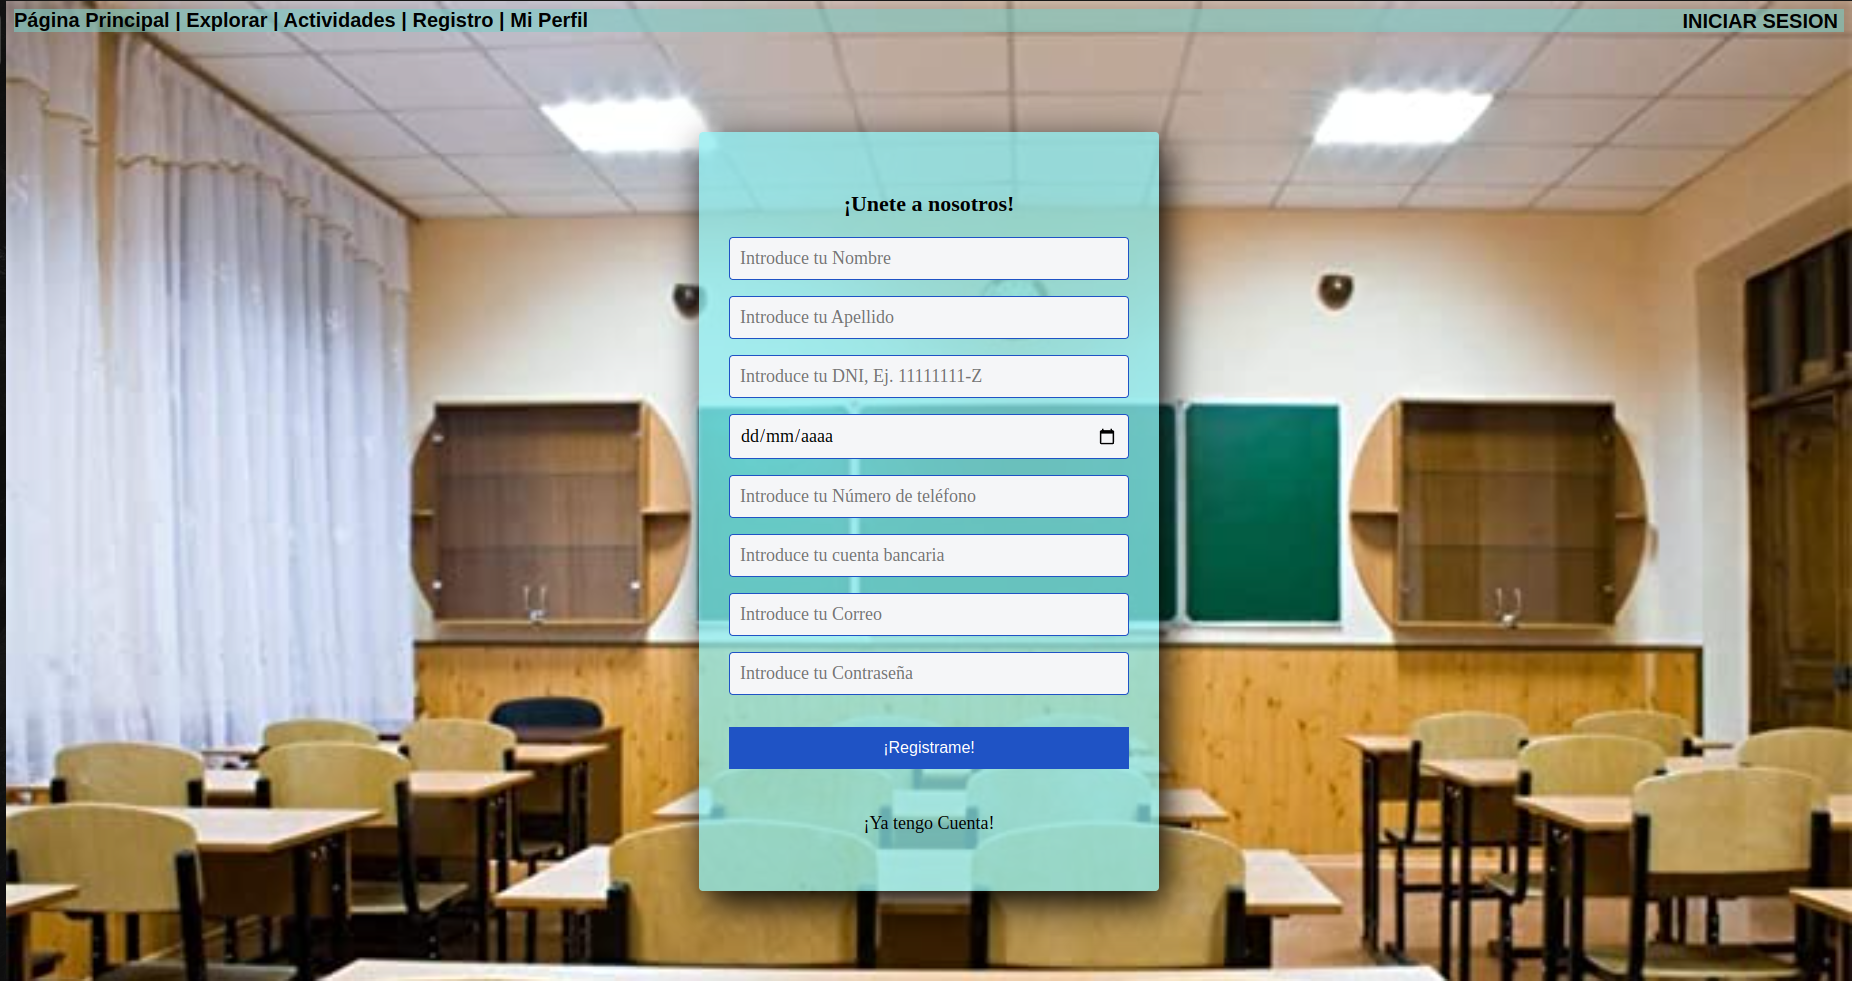 Página Principal | Explorar | Actividades | Registro | Mi Perfil
INICIAR SESION
¡Unete a nosotros!
Introduce tu Nombre
Introduce tu Apellido
Introduce tu DNI, Ej. 11111111-Z
dd/mm/aaaa
Introduce tu Número de teléfono
Introduce tu cuenta bancaria
Introduce tu Correo
Introduce tu Contraseña
¡Registrame!
¡Ya tengo Cuenta!